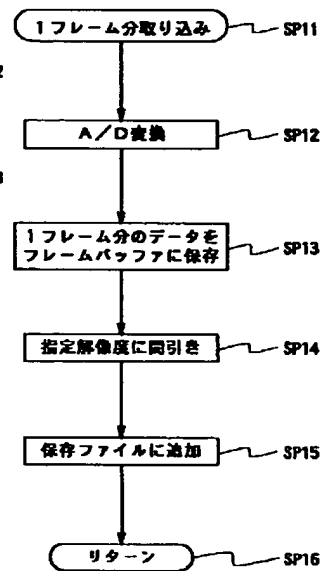 1フレーム分取り込み SP11
2
A/D変換 SP12
3
1フレーム分のデータを
フレームバッファに保存 SP13
指定解像度に間引き SP14
保存ファイルに追加 SP15
リターン SP16